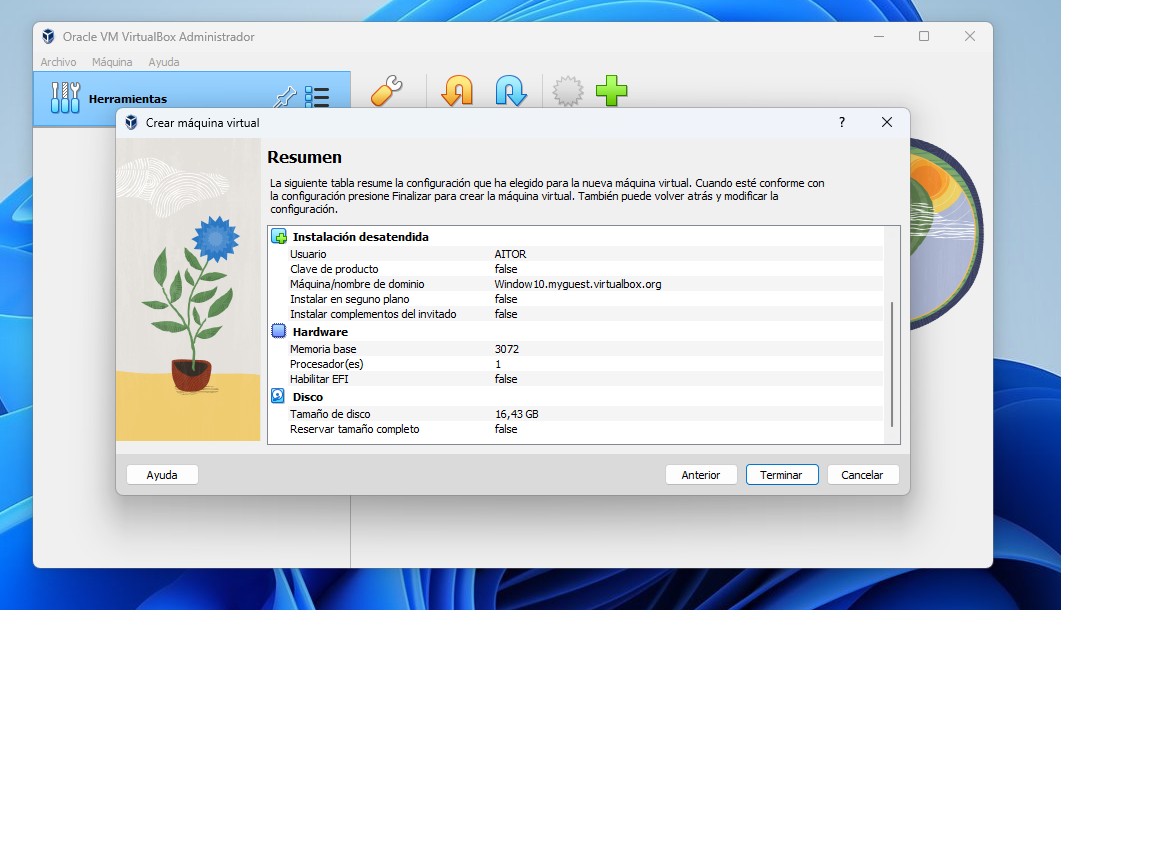 Oracle VM VirtualBox Administrador
Archivo Máquina Ayuda
Herramientas
Crear máquina virtual ?
Resumen
La siguiente tabla resume la configuración que ha elegido para la nueva máquina virtual. Cuando esté conforme con
la configuración presione Finalizar para crear la máquina virtual. También puede volver atrás y modificar la
configuración.
Instalación desatendida
Usuario AITOR
Clave de producto false
Máquina/nombre de dominio Window10.myguest.virtualbox.org
Instalar en seguno plano false
Instalar complementos del invitado false
Hardware
Memoria base 3072
Procesador(es) 1
Habilitar EFI false
Disco
Tamaño de disco 16,43 GB
Reservar tamaño completo false
Ayuda Anterior Terminar Cancelar